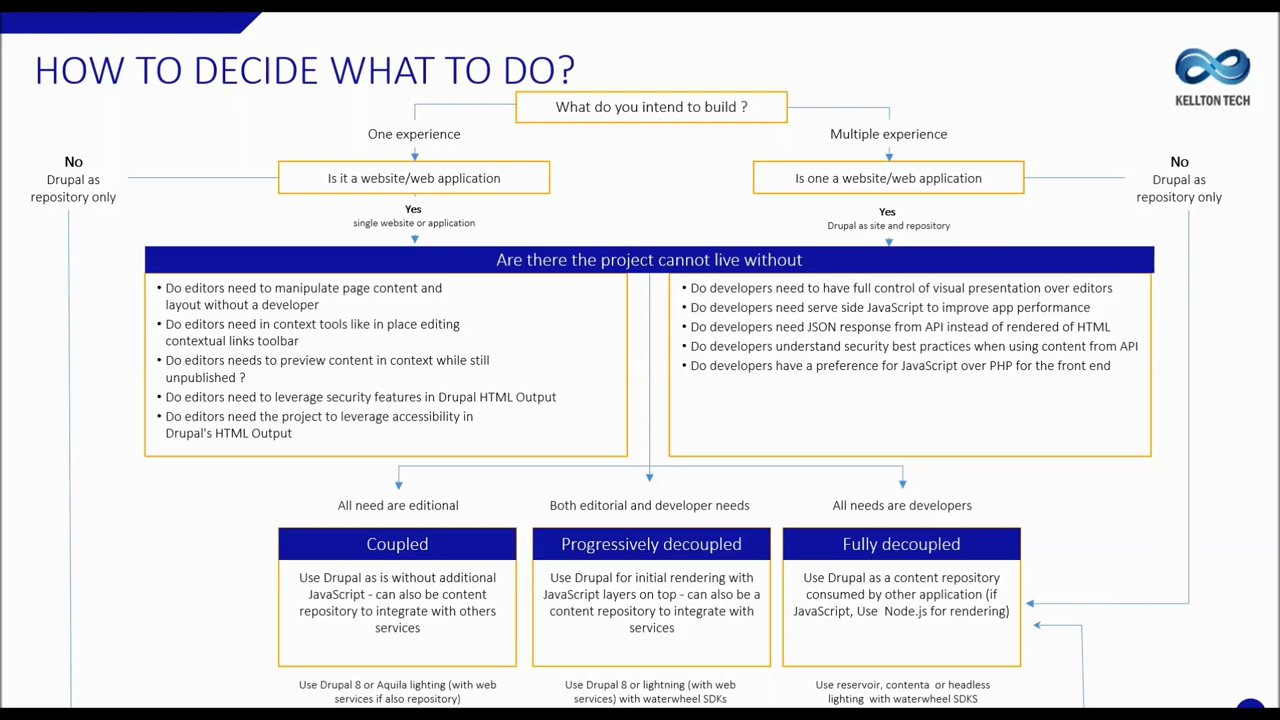 HOW TO DECIDE WHAT TO DO?
KELLTON TECH
What do you intend to build ?
One experience
Multiple experience
No
Drupal as
repository only
Is it a website/web application
Is one a website/web application
No
Drupal as
repository only
Yes
single website or application
Yes
Drupal as site and repository
Are there the project cannot live without
• Do editors need to manipulate page content and
layout without a developer
• Do editors need in context tools like in place editing
contextual links toolbar
• Do editors needs to preview content in context while still
unpublished ?
• Do editors need to leverage security features in Drupal HTML Output
• Do editors need the project to leverage accessibility in
Drupal's HTML Output
• Do developers need to have full control of visual presentation over editors
• Do developers need serve side JavaScript to improve app performance
• Do developers need JSON response from API instead of rendered of HTML
• Do developers understand security best practices when using content from API
• Do developers have a preference for JavaScript over PHP for the front end
All need are editional
Both editorial and developer needs
All needs are developers
Coupled
Use Drupal as is without additional
JavaScript - can also be content
repository to integrate with others
services
Progressively decoupled
Use Drupal for initial rendering with
JavaScript layers on top - can also be a
content repository to integrate with
services
Fully decoupled
Use Drupal as a content repository
consumed by other application (if
JavaScript, Use Node.js for rendering)
Use Drupal 8 or Aquila lighting (with web
services if also repository)
Use Drupal 8 or lightning (with web
services) with waterwheel SDKs
Use reservoir, contenta or headless
lighting with waterwheel SDKS